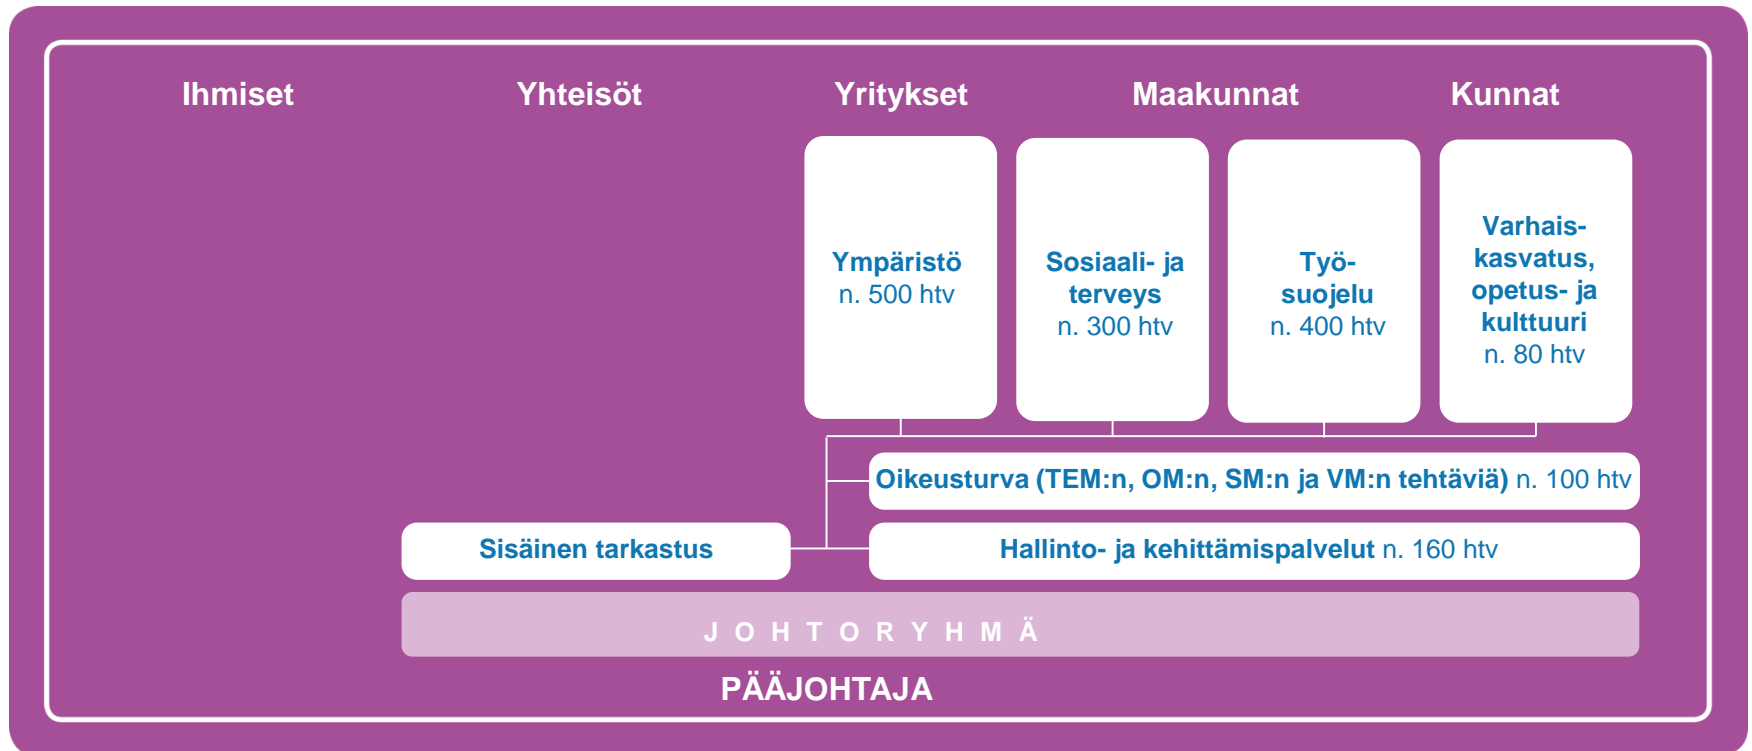 Ihmiset Yhteisöt Yritykset Maakunnat Kunnat
Ympäristö
n. 500 htv
Sosiaali- ja
terveys
n. 300 htv
Työ-
suojelu
n. 400 htv
Varhais-
kasvatus,
opetus- ja
kulttuuri
n. 80 htv
Oikeusturva (TEM:n, OM:n, SM:n ja VM:n tehtäviä) n. 100 htv
Sisäinen tarkastus
Hallinto- ja kehittämispalvelut n. 160 htv
J O H T O R Y H M Ä
PÄÄJOHTAJA